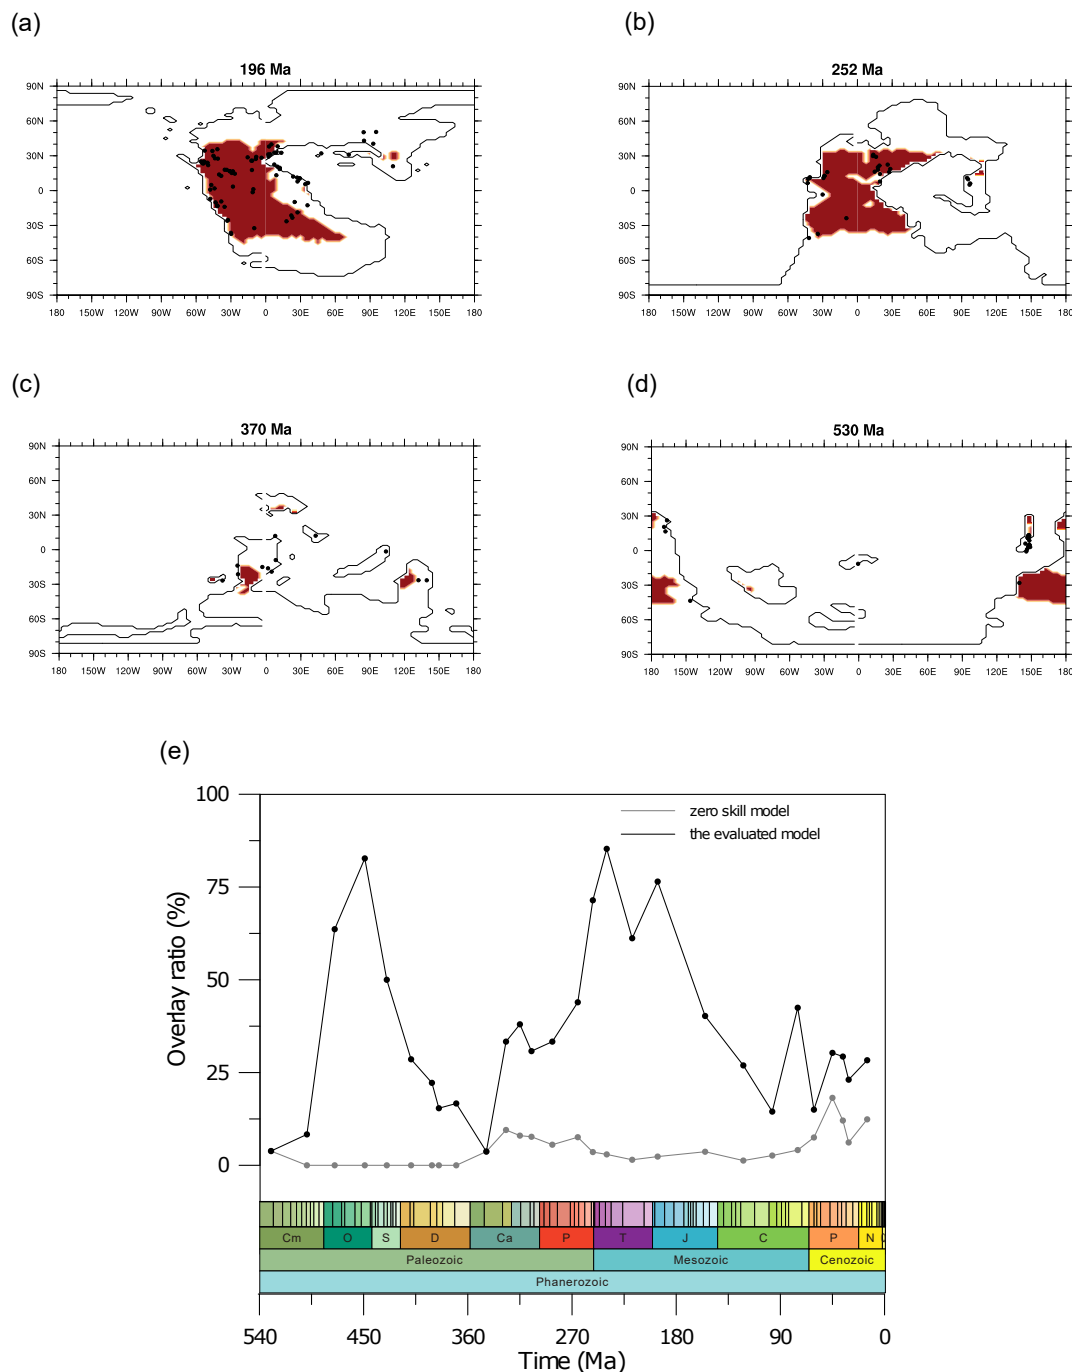 (a)
(b)
196 Ma
252 Ma
90N
60N
30N
0
30S
60S
90S
180 150W 120W 90W 60W 30W 0 30E 60E 90E 120E 150E 180
90N
60N
30N
0
30S
60S
90S
180 150W 120W 90W 60W 30W 0 30E 60E 90E 120E 150E 180
(c)
(d)
370 Ma
530 Ma
90N
60N
30N
0
30S
60S
90S
180 150W 120W 90W 60W 30W 0 30E 60E 90E 120E 150E 180
90N
60N
30N
0
30S
60S
90S
180 150W 120W 90W 60W 30W 0 30E 60E 90E 120E 150E 180
(e)
zero skill model
the evaluated model
Overlay ratio (%)
100
75
50
25
0
Cm O S D Ca P T J C P N
Paleozoic Mesozoic Cenozoic
Phanerozoic
540 450 360 270 180 90 0
Time (Ma)